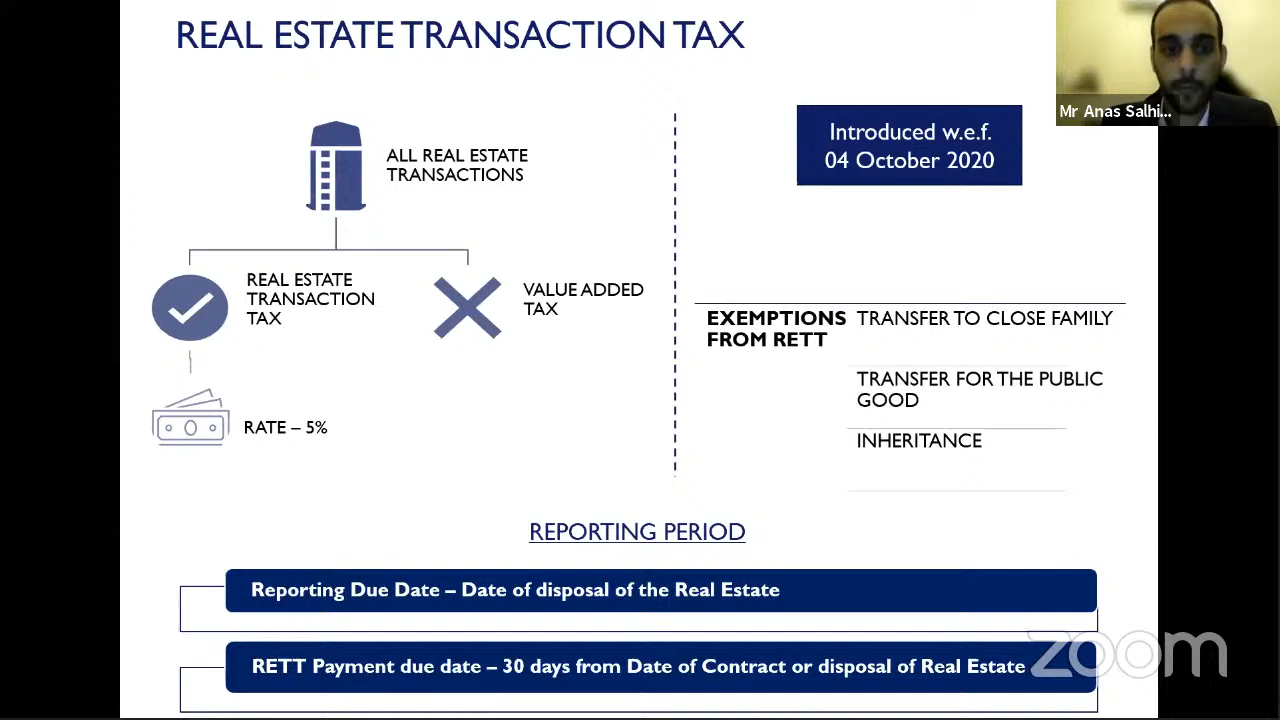 REAL ESTATE TRANSACTION TAX
Mr Anas Salhi...
Introduced w.e.f.
04 October 2020
ALL REAL ESTATE
TRANSACTIONS
REAL ESTATE
TRANSACTION
TAX
VALUE ADDED
TAX
RATE – 5%
EXEMPTIONS
FROM RETT
TRANSFER TO CLOSE FAMILY
TRANSFER FOR THE PUBLIC
GOOD
INHERITANCE
REPORTING PERIOD
Reporting Due Date – Date of disposal of the Real Estate
RETT Payment due date – 30 days from Date of Contract or disposal of Real Estate
zoom